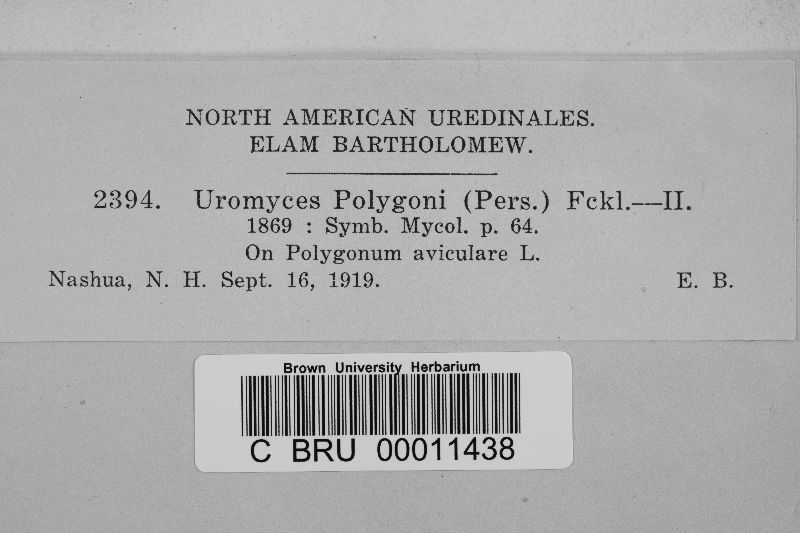 NORTH AMERICAN UREDINALES.
ELAM BARTHOLOMEW.
2394. Uromyces Polygoni (Pers.) Fckl.—II.
1869 : Symb. Mycol. p. 64.
On Polygonum aviculare L.
Nashua, N. H. Sept. 16, 1919. E. B.
Brown University Herbarium
C BRU 00011438